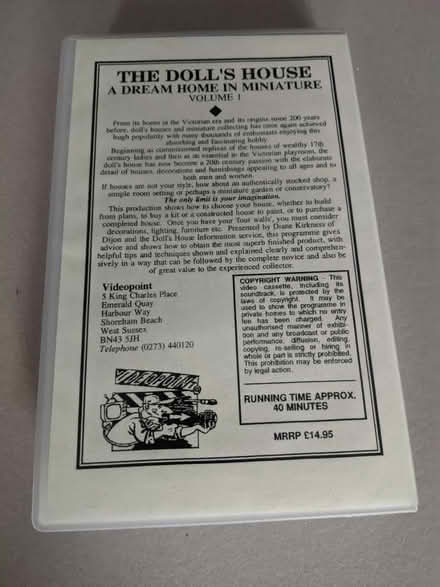 THE DOLL'S HOUSE
A DREAM HOME IN MINIATURE
VOLUME 1
From its home in the Victorian era and its origins some 200 years
before, doll's houses and miniature collecting has once again achieved
hugh popularity with many thousands of enthusiasts enjoying this
absorbing and fascinating hobby.
Beginning as commissioned replicas of the houses of wealthy 17th
century ladies and then as an essential in the Victorian playroom, the
doll's house has now become a 20th century passion with the elaborate
detail of houses, decorations and furnishings appealing to all ages and to
both men and women.
If houses are not your style, how about an authentically stocked shop, a
simple room setting or perhaps a miniature garden or conservatory?
The only limit is your imagination.
This production shows how to choose your house, whether to build
from plans, to buy a kit or a constructed house to paint, or to purchase a
completed house. Once you have your 'four walls', you must consider
decorations, lighting, furniture etc. Presented by Diane Kirkness of
Dijon and the Doll's House Information service, this programme gives
advice and shows how to obtain the most superb finished product, with
helpful tips and techniques shown and explained clearly and comprehen-
sively in a way that can be followed by the complete novice and also be
of great value to the experienced collector.
Videopoint
5 King Charles Place
Emerald Quay
Harbour Way
Shoreham Beach
West Sussex
BN43 5JH
Telephone (0273) 440120
VIDEOPOINT
COPYRIGHT WARNING - This
video cassette, including its
soundtrack, is protected by the
laws of copyright. It may be
used to show the programme in
private homes to which no entry
fee has been charged. Any
unauthorised manner of exhibi-
tion and any broadcast or public
performance, diffusion, editing,
copying, re-selling or hiring in
whole or part is strictly prohibited.
This prohibition may be enforced
by legal action.
RUNNING TIME APPROX.
40 MINUTES
MRRP £14.95